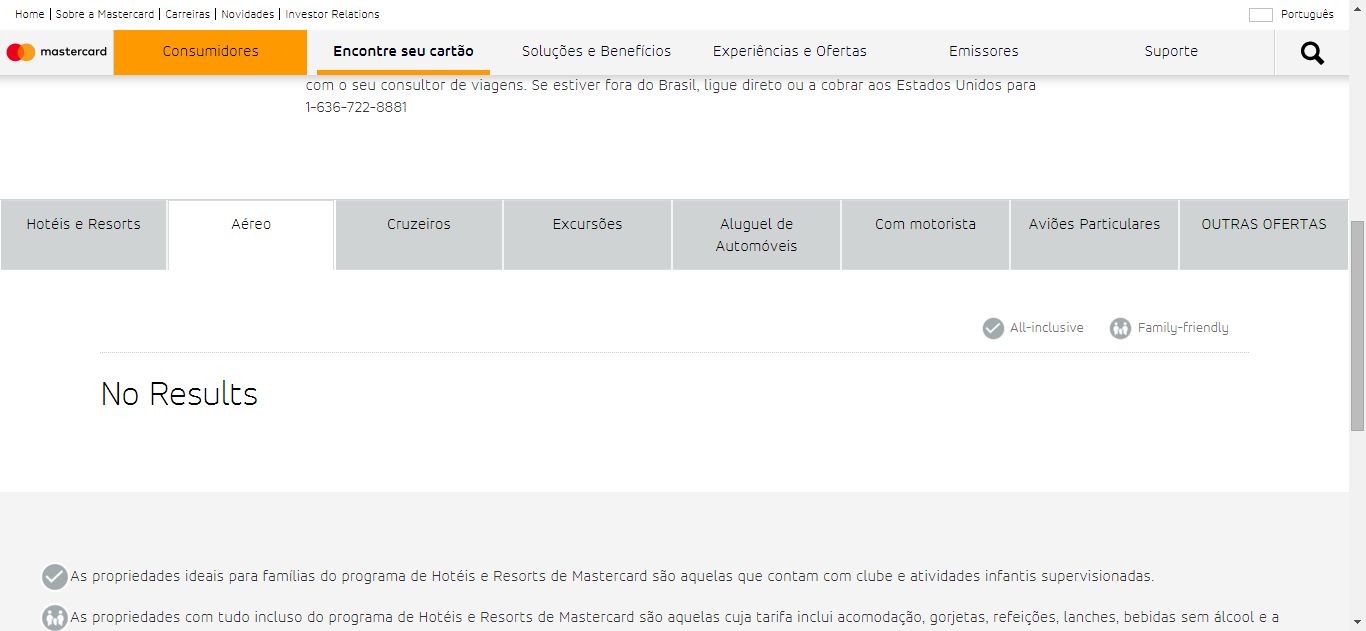 Home | Sobre a Mastercard | Carreiras | Novidades | Investor Relations
Português
mastercard
Consumidores
Encontre seu cartão
Soluções e Benefícios
Experiências e Ofertas
Emissores
Suporte
com o seu consultor de viagens. Se estiver fora do Brasil, ligue direto ou a cobrar aos Estados Unidos para
1-636-722-8881
Hotéis e Resorts
Aéreo
Cruzeiros
Excursões
Aluguel de
Automóveis
Com motorista
Aviões Particulares
OUTRAS OFERTAS
All-inclusive
Family-friendly
No Results
As propriedades ideais para famílias do programa de Hotéis e Resorts de Mastercard são aquelas que contam com clube e atividades infantis supervisionadas.
As propriedades com tudo incluso do programa de Hotéis e Resorts de Mastercard são aquelas cuja tarifa inclui acomodação, gorjetas, refeições, lanches, bebidas sem álcool e a